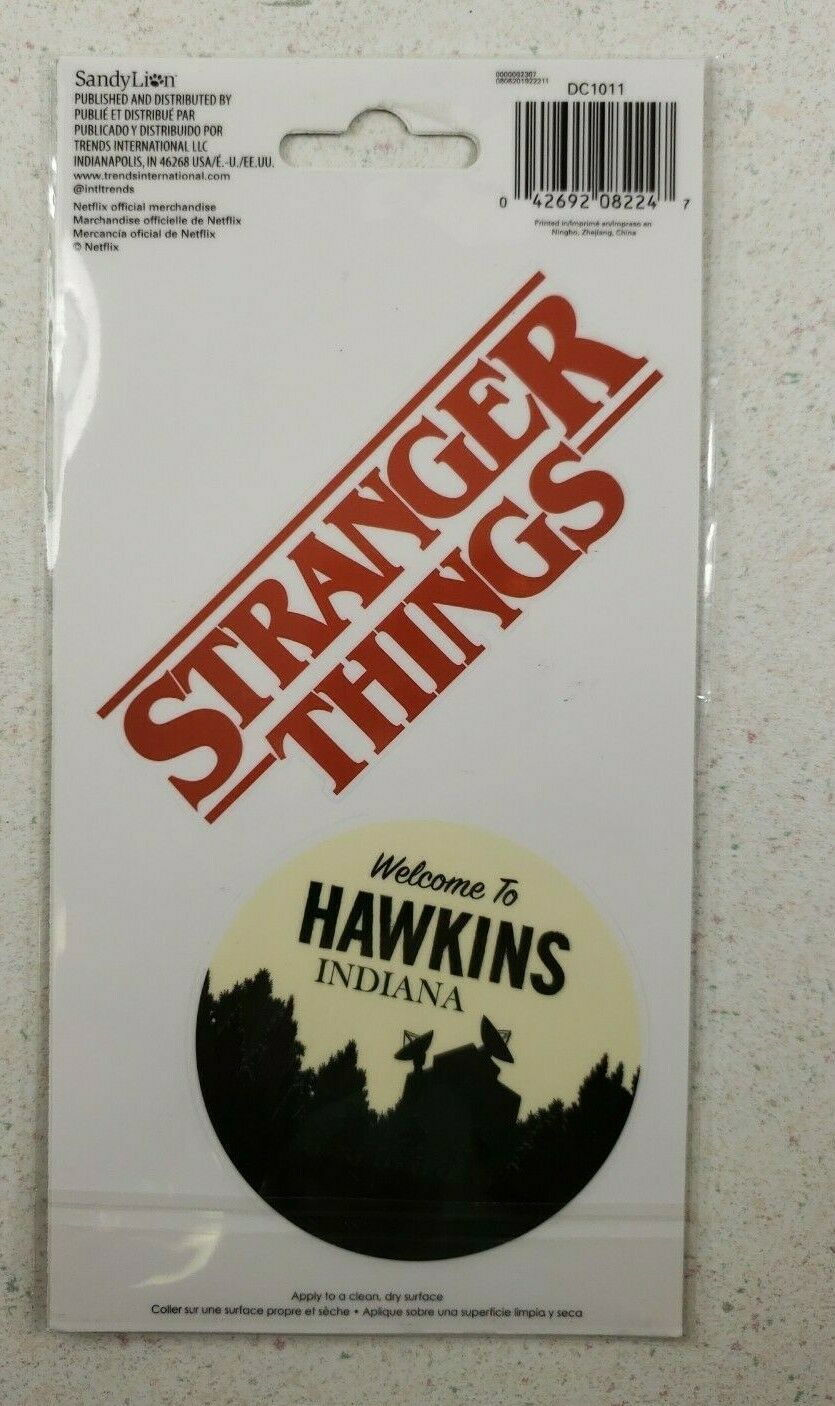 SandyLion
PUBLISHED AND DISTRIBUTED BY
PUBLIÉ ET DISTRIBUÉ PAR
PUBLICADO Y DISTRIBUIDO POR
TRENDS INTERNATIONAL LLC
INDIANAPOLIS, IN 46268 USA/É.-U./EE.UU.
www.trendsinternational.com
@intltrends
Netflix official merchandise
Marchandise officielle de Netflix
Mercancía oficial de Netflix
© Netflix
DC1011
0 42692 08224 7
Printed in/Imprimé en/Impreso en
Ningbo, Zhejiang, China
STRANGER
THINGS
Welcome To
HAWKINS
INDIANA
Apply to a clean, dry surface
Coller sur une surface propre et sèche • Aplique sobre una superficie limpia y seca